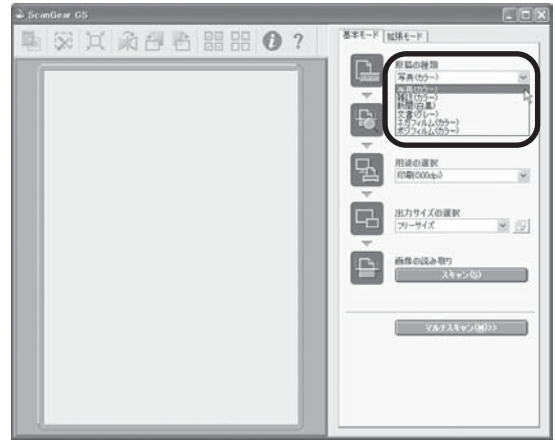 ScanGear CS
基本モード 拡張モード
原稿の種類
写真(カラー)
写真(カラー)
雑誌(カラー)
新聞(白黒)
文書(グレー)
ネガフィルム(カラー)
ポジフィルム(カラー)
用途の選択
印刷(300dpi)
出力サイズの選択
フリーサイズ
画像の読み取り
スキャン(S)
マルチスキャン(M)>>